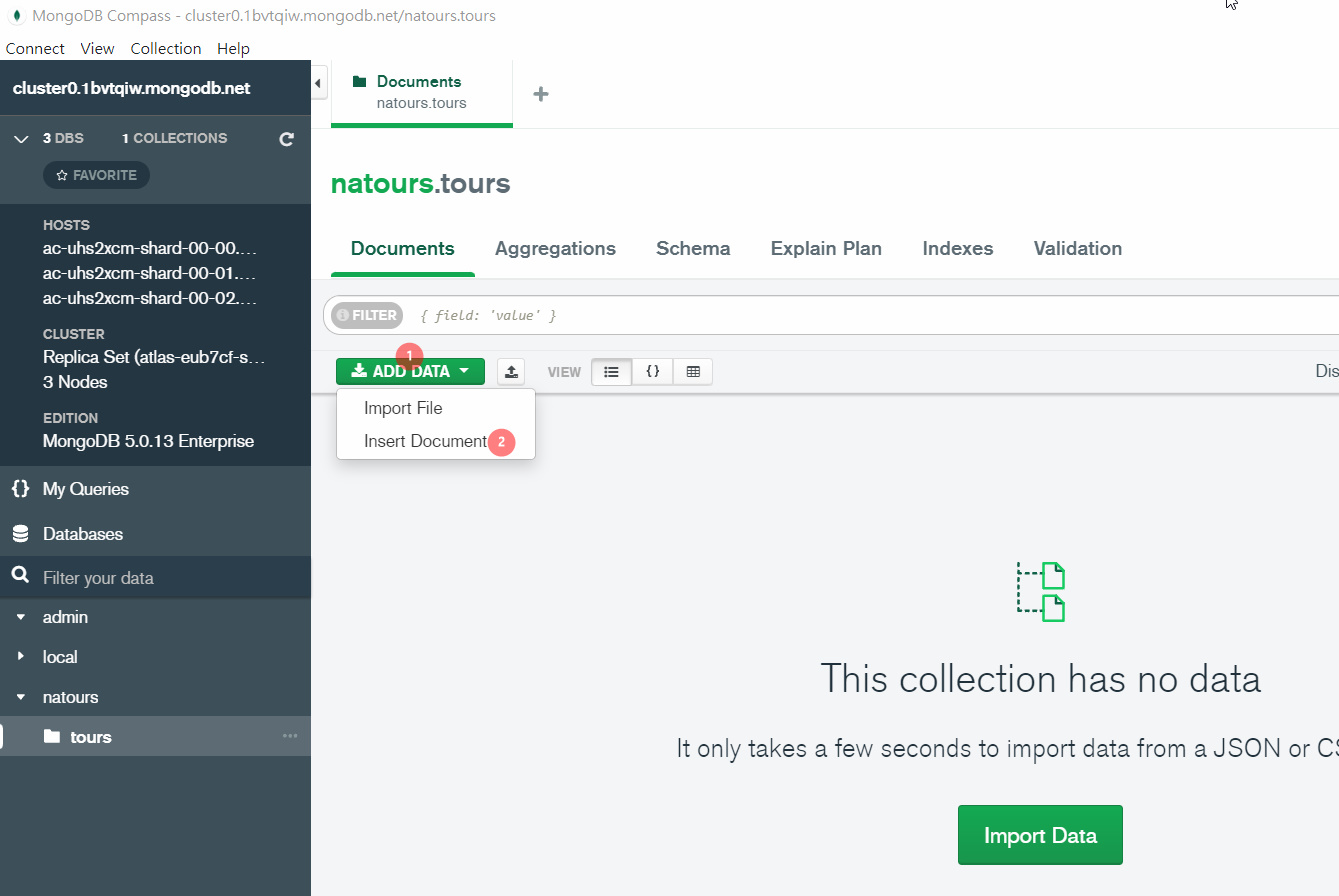 MongoDB Compass - cluster0.1bvtqiw.mongodb.net/natours.tours
Connect View Collection Help
cluster0.1bvtqiw.mongodb.net
3 DBS 1 COLLECTIONS
FAVORITE
HOSTS
ac-uhs2xcm-shard-00-00....
ac-uhs2xcm-shard-00-01....
ac-uhs2xcm-shard-00-02....
CLUSTER
Replica Set (atlas-eub7cf-s...
3 Nodes
EDITION
MongoDB 5.0.13 Enterprise
{} My Queries
Databases
Filter your data
admin
local
natours
tours
Documents
natours.tours
+
natours.tours
Documents Aggregations Schema Explain Plan Indexes Validation
FILTER { field: 'value' }
1
ADD DATA VIEW {} Dis
Import File
Insert Document 2
This collection has no data
It only takes a few seconds to import data from a JSON or CS
Import Data